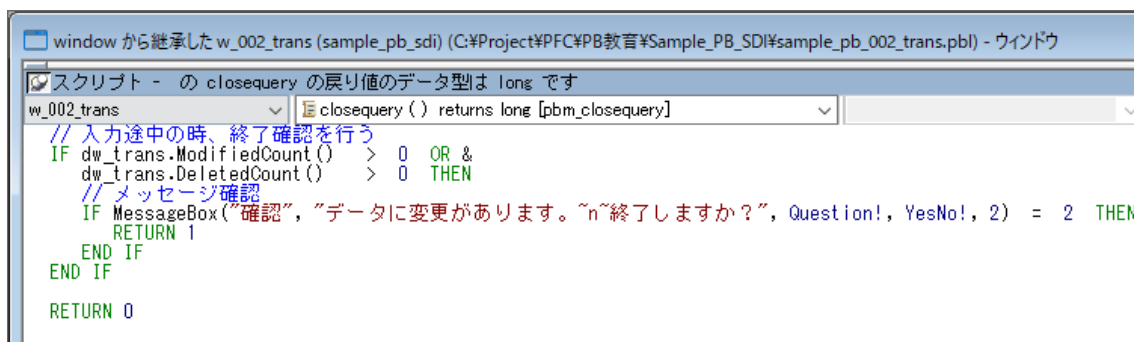 window から継承した w_002_trans (sample_pb_sdi) (C:¥Project¥PFC¥PB教育¥Sample_PB_SDI¥sample_pb_002_trans.pbl) - ウィンドウ
スクリプト - の closequery の戻り値のデータ型は long です
w_002_trans closequery ( ) returns long [pbm_closequery]
// 入力途中の時、終了確認を行う
IF dw_trans.ModifiedCount() > 0 OR &
dw_trans.DeletedCount() > 0 THEN
// メッセージ確認
IF MessageBox("確認", "データに変更があります。~n~終了しますか？", Question!, YesNo!, 2) = 2 THEN
RETURN 1
END IF
END IF
RETURN 0